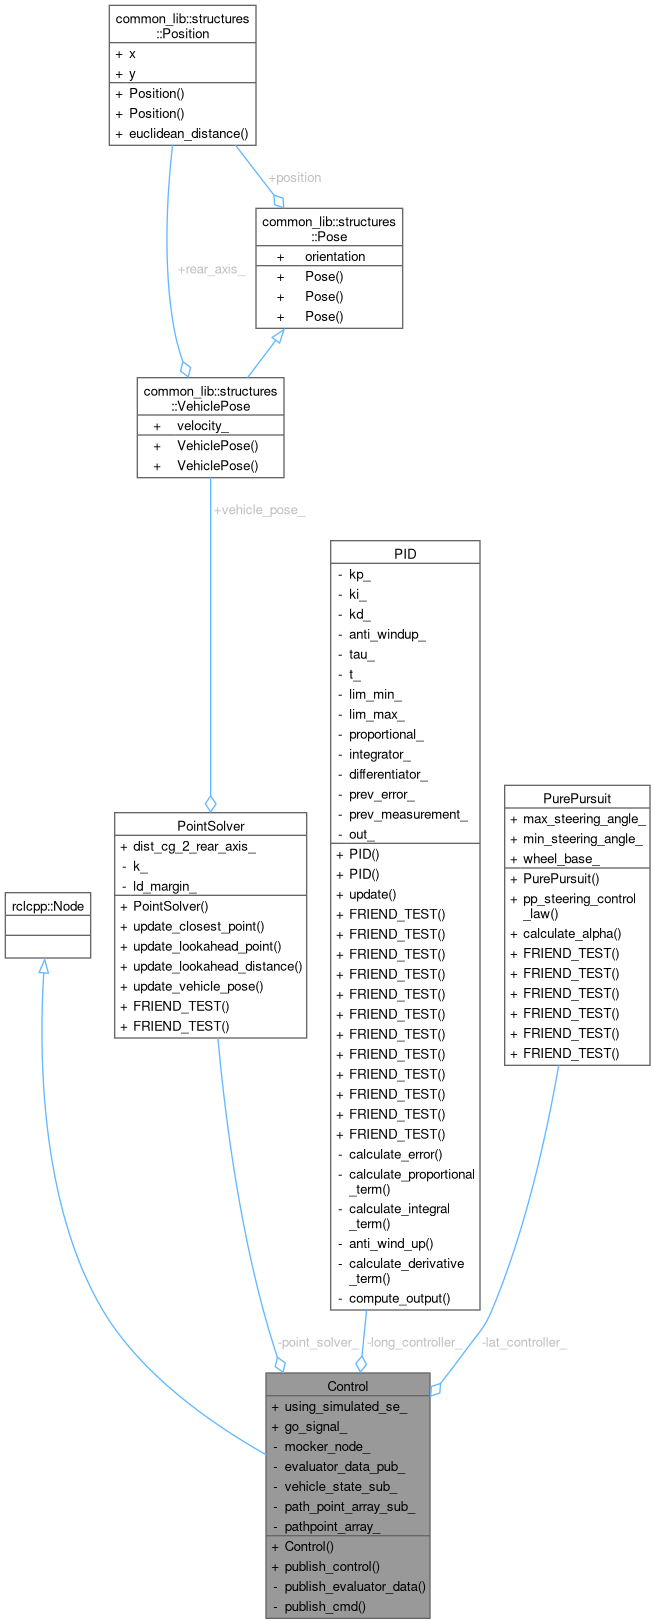 common_lib::structures
::Position
+ x
+ y
+ Position()
+ Position()
+ euclidean_distance()
+position
common_lib::structures
::Pose
+ orientation
+ Pose()
+ Pose()
+ Pose()
+rear_axis_
common_lib::structures
::VehiclePose
+ velocity_
+ VehiclePose()
+ VehiclePose()
+vehicle_pose_
PID
- kp_
- ki_
- kd_
- anti_windup_
- tau_
- t_
- lim_min_
- lim_max_
- proportional_
- integrator_
- differentiator_
- prev_error_
- prev_measurement_
- out_
+ PID()
+ PID()
+ update()
+ FRIEND_TEST()
+ FRIEND_TEST()
+ FRIEND_TEST()
+ FRIEND_TEST()
+ FRIEND_TEST()
+ FRIEND_TEST()
+ FRIEND_TEST()
+ FRIEND_TEST()
+ FRIEND_TEST()
+ FRIEND_TEST()
+ FRIEND_TEST()
+ FRIEND_TEST()
- calculate_error()
- calculate_proportional
_term()
- calculate_integral
_term()
- anti_wind_up()
- calculate_derivative
_term()
- compute_output()
PurePursuit
+ max_steering_angle_
+ min_steering_angle_
+ wheel_base_
+ PurePursuit()
+ pp_steering_control
_law()
+ calculate_alpha()
+ FRIEND_TEST()
+ FRIEND_TEST()
+ FRIEND_TEST()
+ FRIEND_TEST()
+ FRIEND_TEST()
+ FRIEND_TEST()
PointSolver
+ dist_cg_2_rear_axis_
- k_
- ld_margin_
+ PointSolver()
+ update_closest_point()
+ update_lookahead_point()
+ update_lookahead_distance()
+ update_vehicle_pose()
+ FRIEND_TEST()
+ FRIEND_TEST()
rclcpp::Node
-point_solver_
-long_controller_
-lat_controller_
Control
+ using_simulated_se_
+ go_signal_
- mocker_node_
- evaluator_data_pub_
- vehicle_state_sub_
- path_point_array_sub_
- pathpoint_array_
+ Control()
+ publish_control()
- publish_evaluator_data()
- publish_cmd()